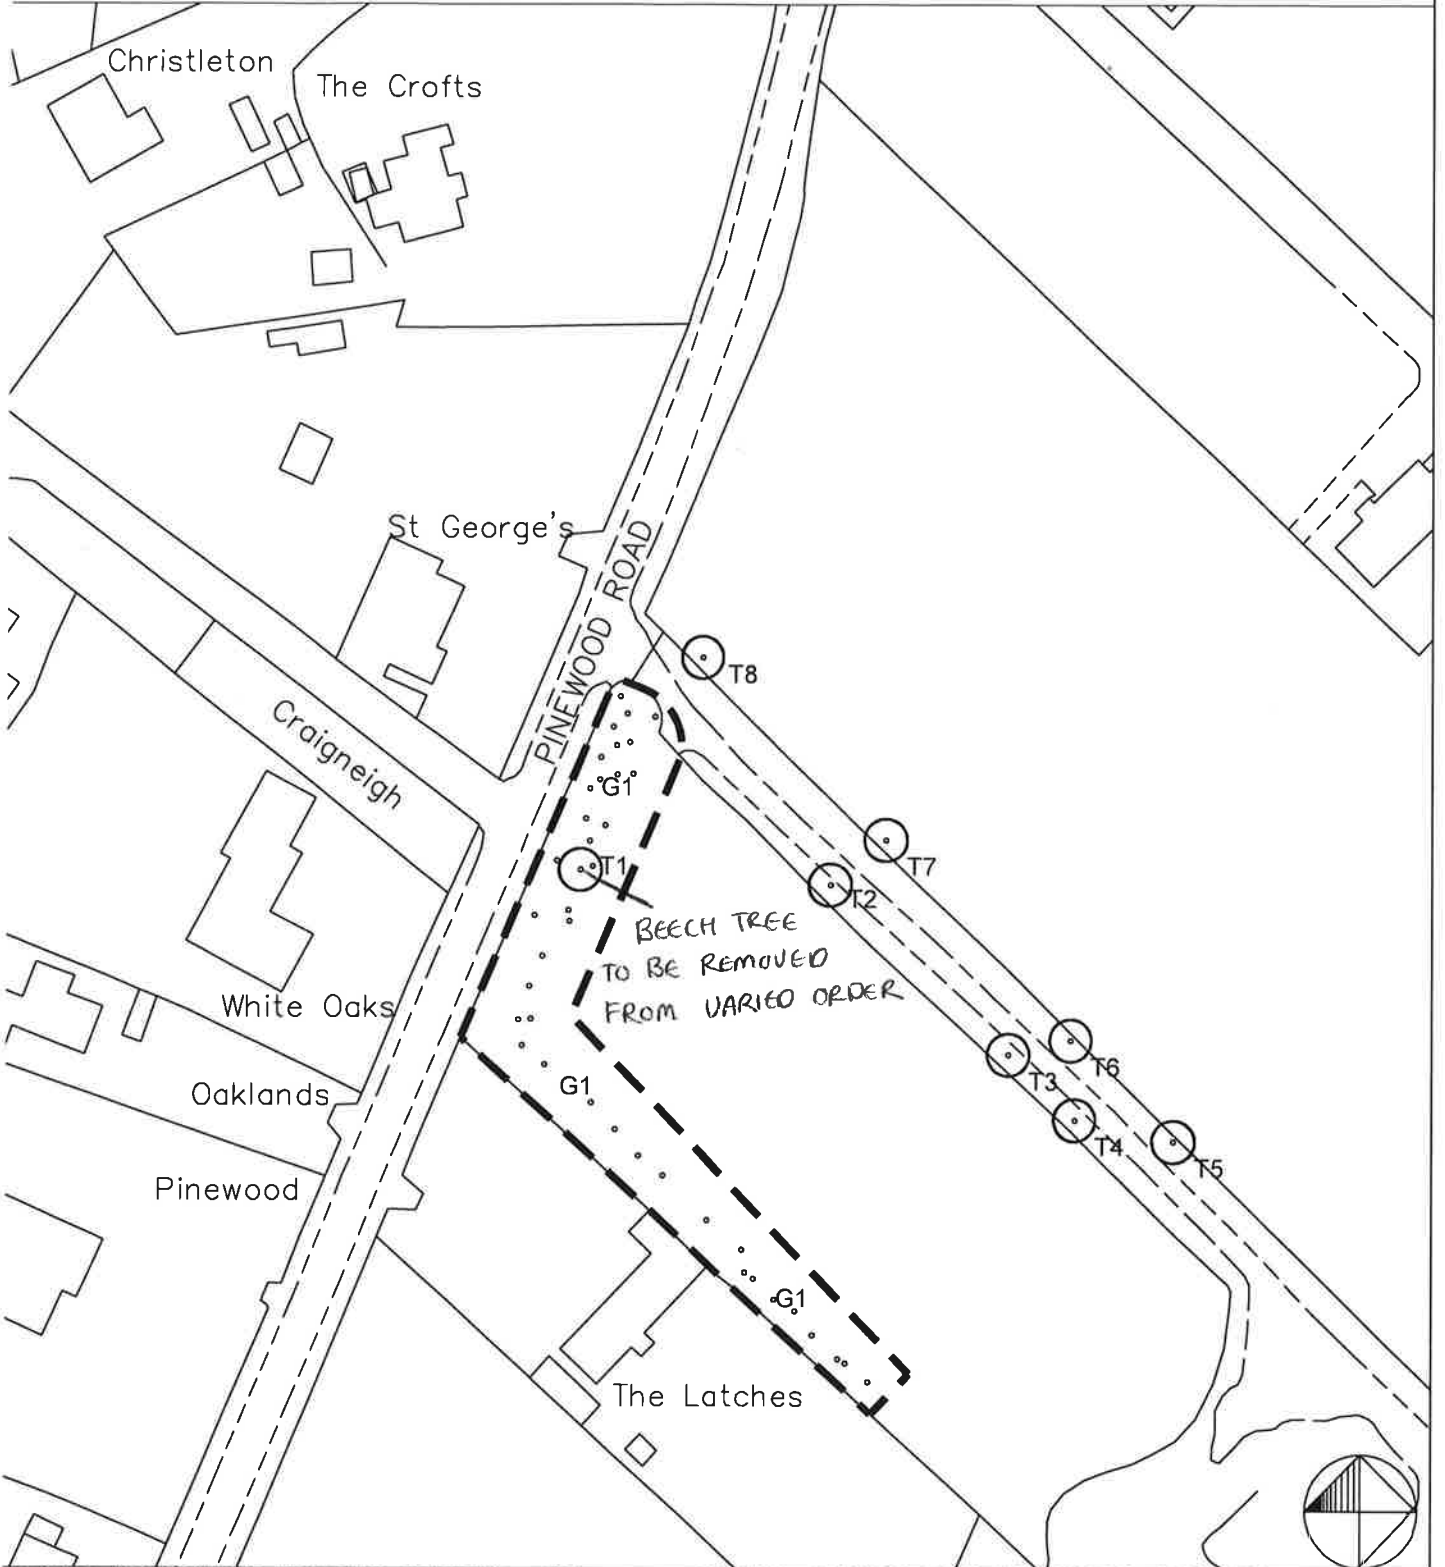 Christleton
The Crofts
St George's
PINEWOOD ROAD
Craigneigh
T8
G1
T7
T1
T2
BEECH TREE
TO BE REMOVED
FROM VARIED ORDER
White Oaks
T6
T3
G1
Oaklands
T4
T5
Pinewood
G1
The Latches